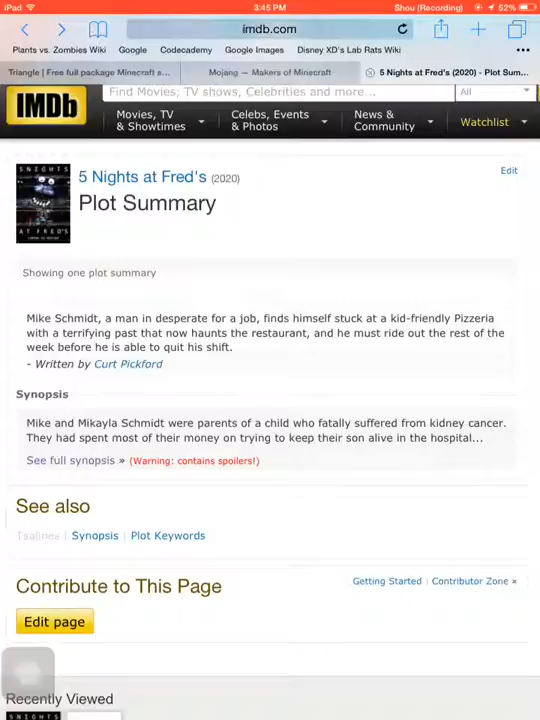 iPad 3:45 PM Shou (Recording) 52%
imdb.com
Plants vs. Zombies Wiki Google Codecademy Google Images Disney XD's Lab Rats Wiki
Triangle | Free full package Minecraft s... Mojang — Makers of Minecraft 5 Nights at Fred's (2020) - Plot Sum...
IMDb
Find Movies, TV shows, Celebrities and more... All
Movies, TV
& Showtimes
Celebs, Events
& Photos
News &
Community
Watchlist
5 NIGHTS
AT FRED'S
5 Nights at Fred's (2020)
Edit
Plot Summary
Showing one plot summary
Mike Schmidt, a man in desperate for a job, finds himself stuck at a kid-friendly Pizzeria
with a terrifying past that now haunts the restaurant, and he must ride out the rest of the
week before he is able to quit his shift.
- Written by Curt Pickford
Synopsis
Mike and Mikayla Schmidt were parents of a child who fatally suffered from kidney cancer.
They had spent most of their money on trying to keep their son alive in the hospital...
See full synopsis » (Warning: contains spoilers!)
See also
Taglines | Synopsis | Plot Keywords
Contribute to This Page
Getting Started | Contributor Zone »
Edit page
Recently Viewed
5 NIGHTS